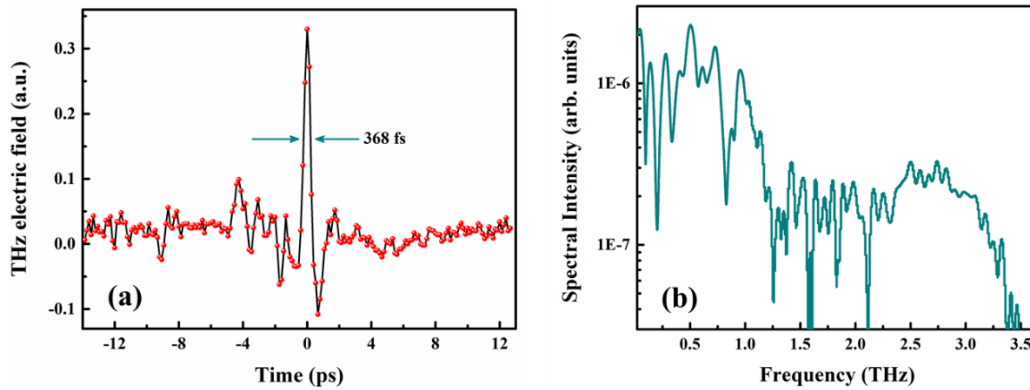 THz electric field (a.u.)
0.3
0.2
0.1
0.0
-0.1
368 fs
(a)
-12 -8 -4 0 4 8 12
Time (ps)
Spectral Intensity (arb. units)
1E-6
1E-7
(b)
0.5 1.0 1.5 2.0 2.5 3.0 3.5
Frequency (THz)